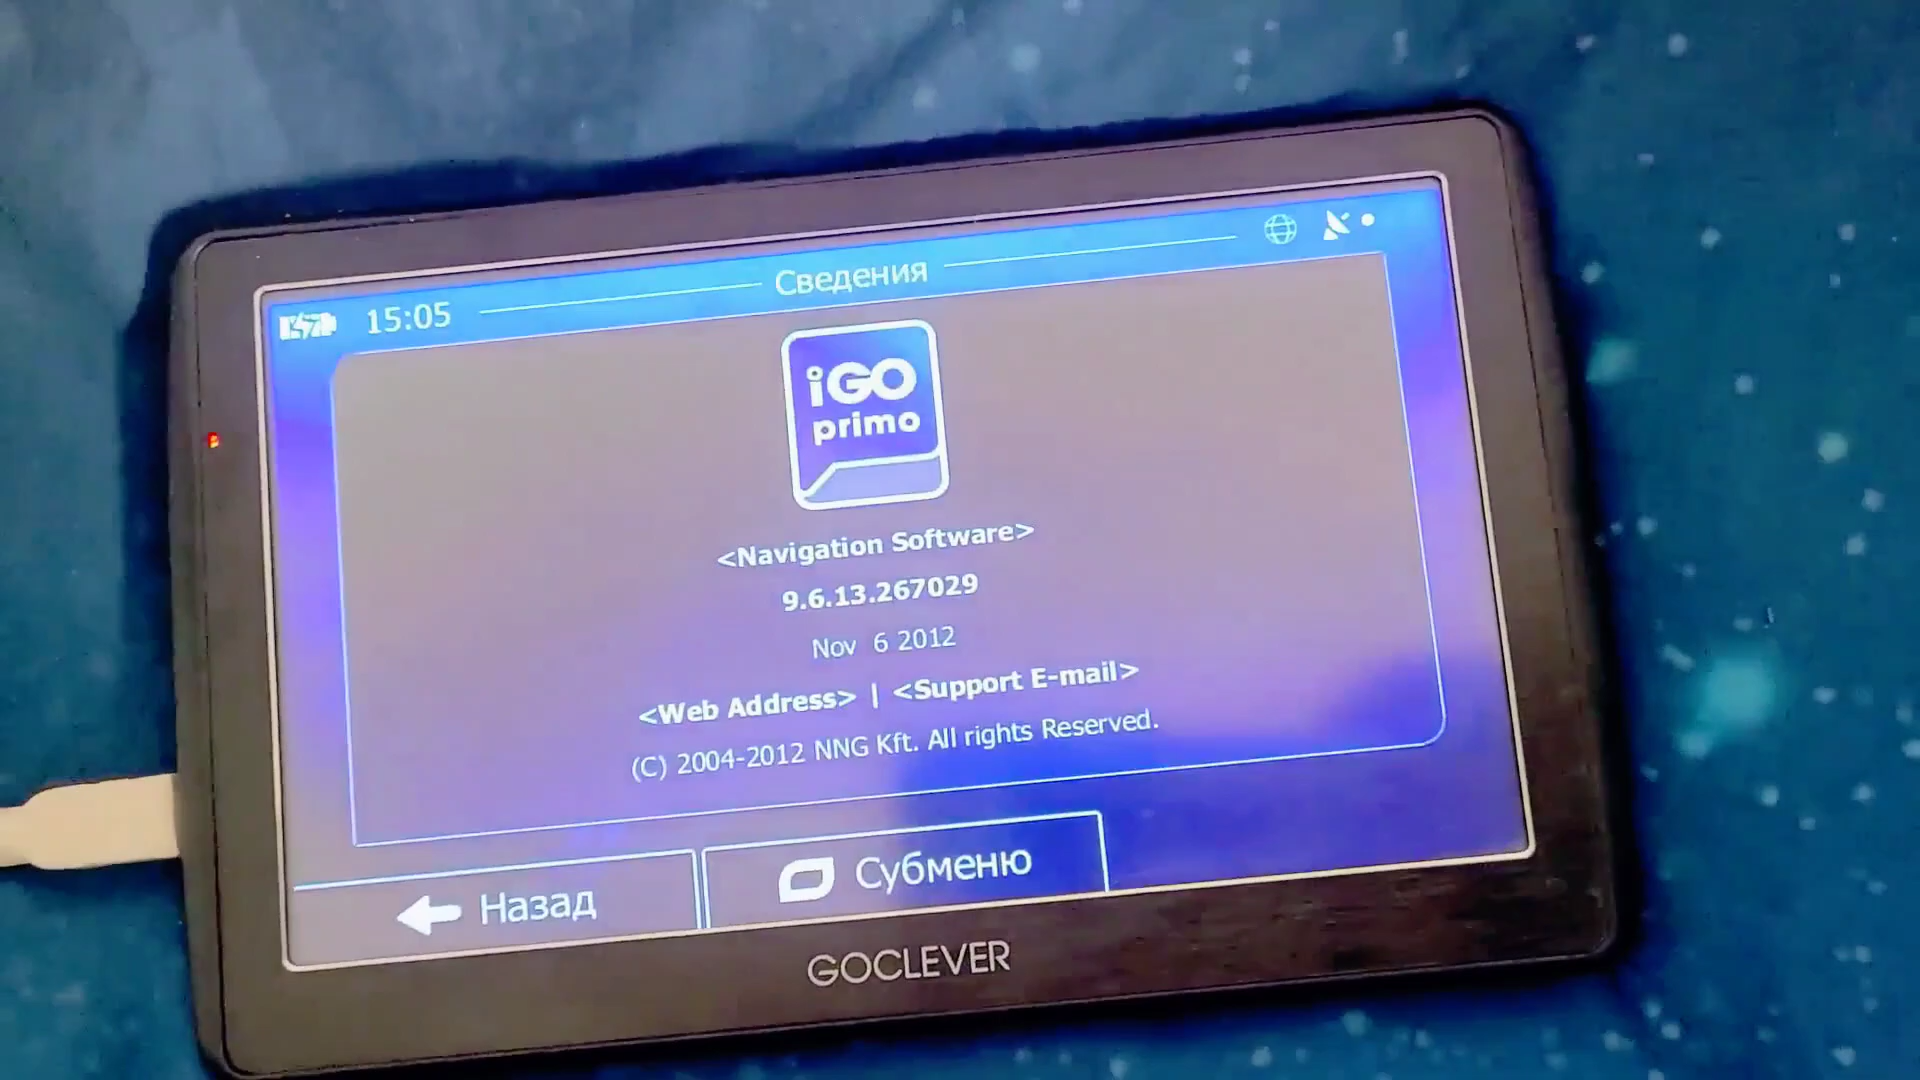 15:05
Сведения
iGO
primo
<Navigation Software>
9.6.13.267029
Nov 6 2012
<Web Address> | <Support E-mail>
(C) 2004-2012 NNG Kft. All rights Reserved.
Назад
Субменю
GOCLEVER